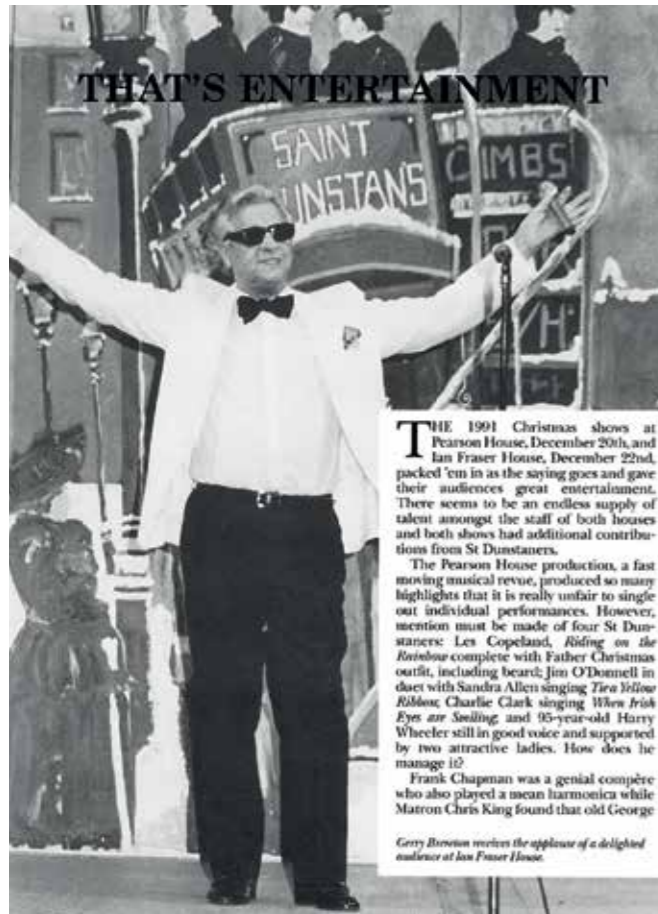 THAT'S ENTERTAINMENT
SAINT
UNSTAN'S
THE 1991 Christmas shows at
Pearson House, December 20th, and
Ian Fraser House, December 22nd,
packed 'em in as the saying goes and gave
their audiences great entertainment.
There seems to be an endless supply of
talent amongst the staff of both houses
and both shows had additional contribu-
tions from St Dunstaners.
The Pearson House production, a fast
moving musical revue, produced so many
highlights that it is really unfair to single
out individual performances. However,
mention must be made of four St Dun-
staners: Les Copeland, Riding on the
Rainbow complete with Father Christmas
outfit, including beard; Jim O'Donnell in
duet with Sandra Allen singing Tie a Yellow
Ribbon; Charlie Clark singing When Irish
Eyes are Smiling; and 95-year-old Harry
Wheeler still in good voice and supported
by two attractive ladies. How does he
manage it?
Frank Chapman was a genial compère
who also played a mean harmonica while
Matron Chris King found that old George
Gerry Brereton receives the applause of a delighted
audience at Ian Fraser House.